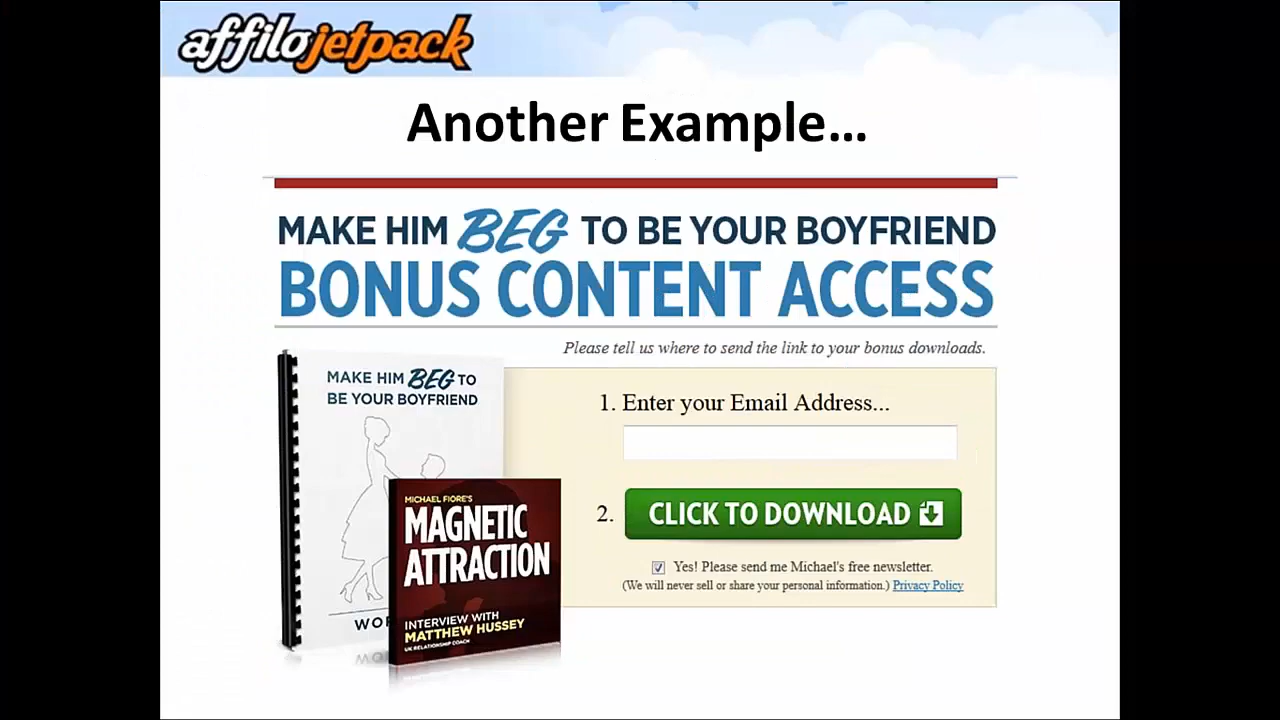 affilojetpack
Another Example...
MAKE HIM BEG TO BE YOUR BOYFRIEND
BONUS CONTENT ACCESS
Please tell us where to send the link to your bonus downloads.
MAKE HIM BEG TO
BE YOUR BOYFRIEND
1. Enter your Email Address...
MICHAEL FIORE'S
MAGNETIC
ATTRACTION
2. CLICK TO DOWNLOAD
Yes! Please send me Michael's free newsletter.
(We will never sell or share your personal information.) Privacy Policy
INTERVIEW WITH
MATTHEW HUSSEY
UK RELATIONSHIP COACH